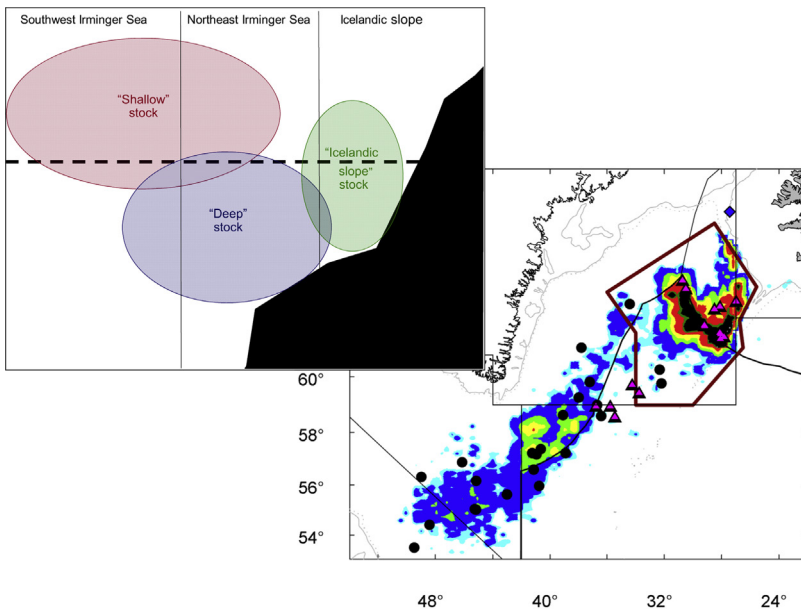 Southwest Irminger Sea
Northeast Irminger Sea
Icelandic slope
“Shallow”
stock
“Icelandic
slope”
stock
“Deep”
stock
60°
58°
56°
54°
48°
40°
32°
24°